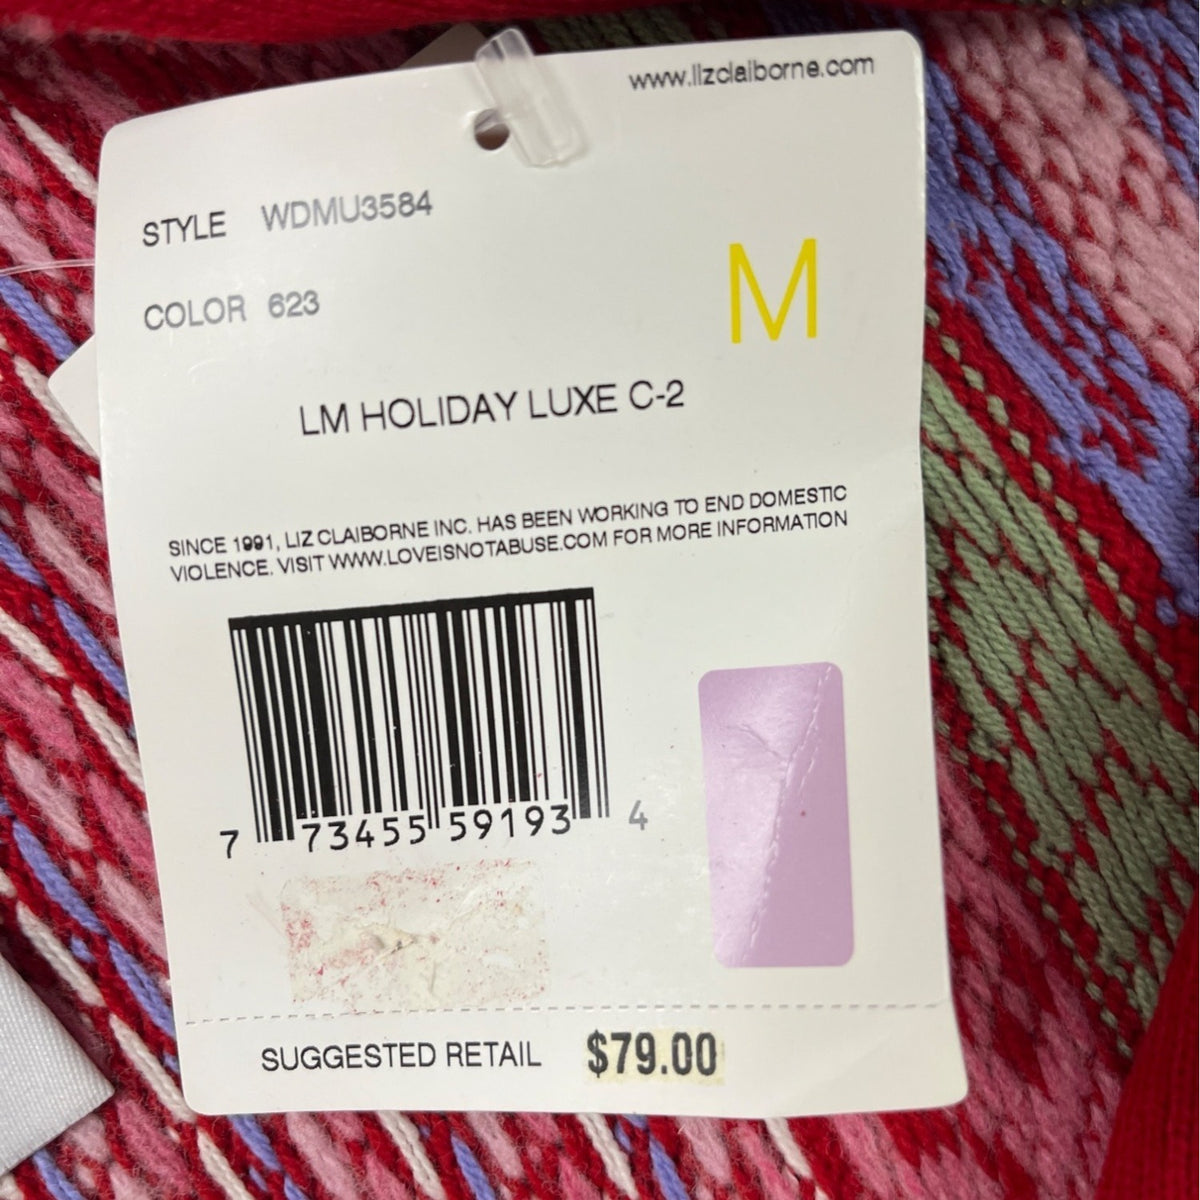 www.lizclaiborne.com
STYLE WDMU3584
COLOR 623
M
LM HOLIDAY LUXE C-2
SINCE 1991, LIZ CLAIBORNE INC. HAS BEEN WORKING TO END DOMESTIC
VIOLENCE. VISIT WWW.LOVEISNOTABUSE.COM FOR MORE INFORMATION
7 73455 59193 4
SUGGESTED RETAIL $79.00